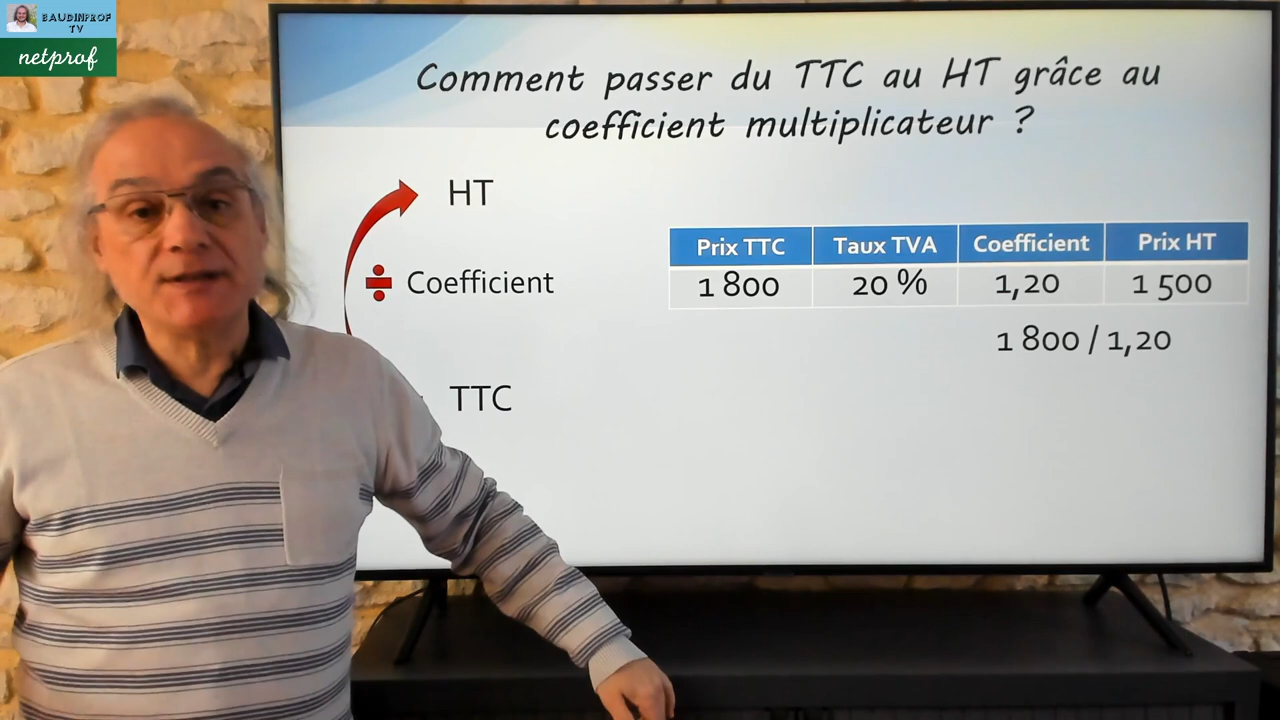 BAUDINPROF
TV
netprof
Comment passer du TTC au HT grâce au
coefficient multiplicateur ?
HT
÷ Coefficient
TTC
Prix TTC Taux TVA Coefficient Prix HT
1 800 20 % 1,20 1 500
1 800 / 1,20